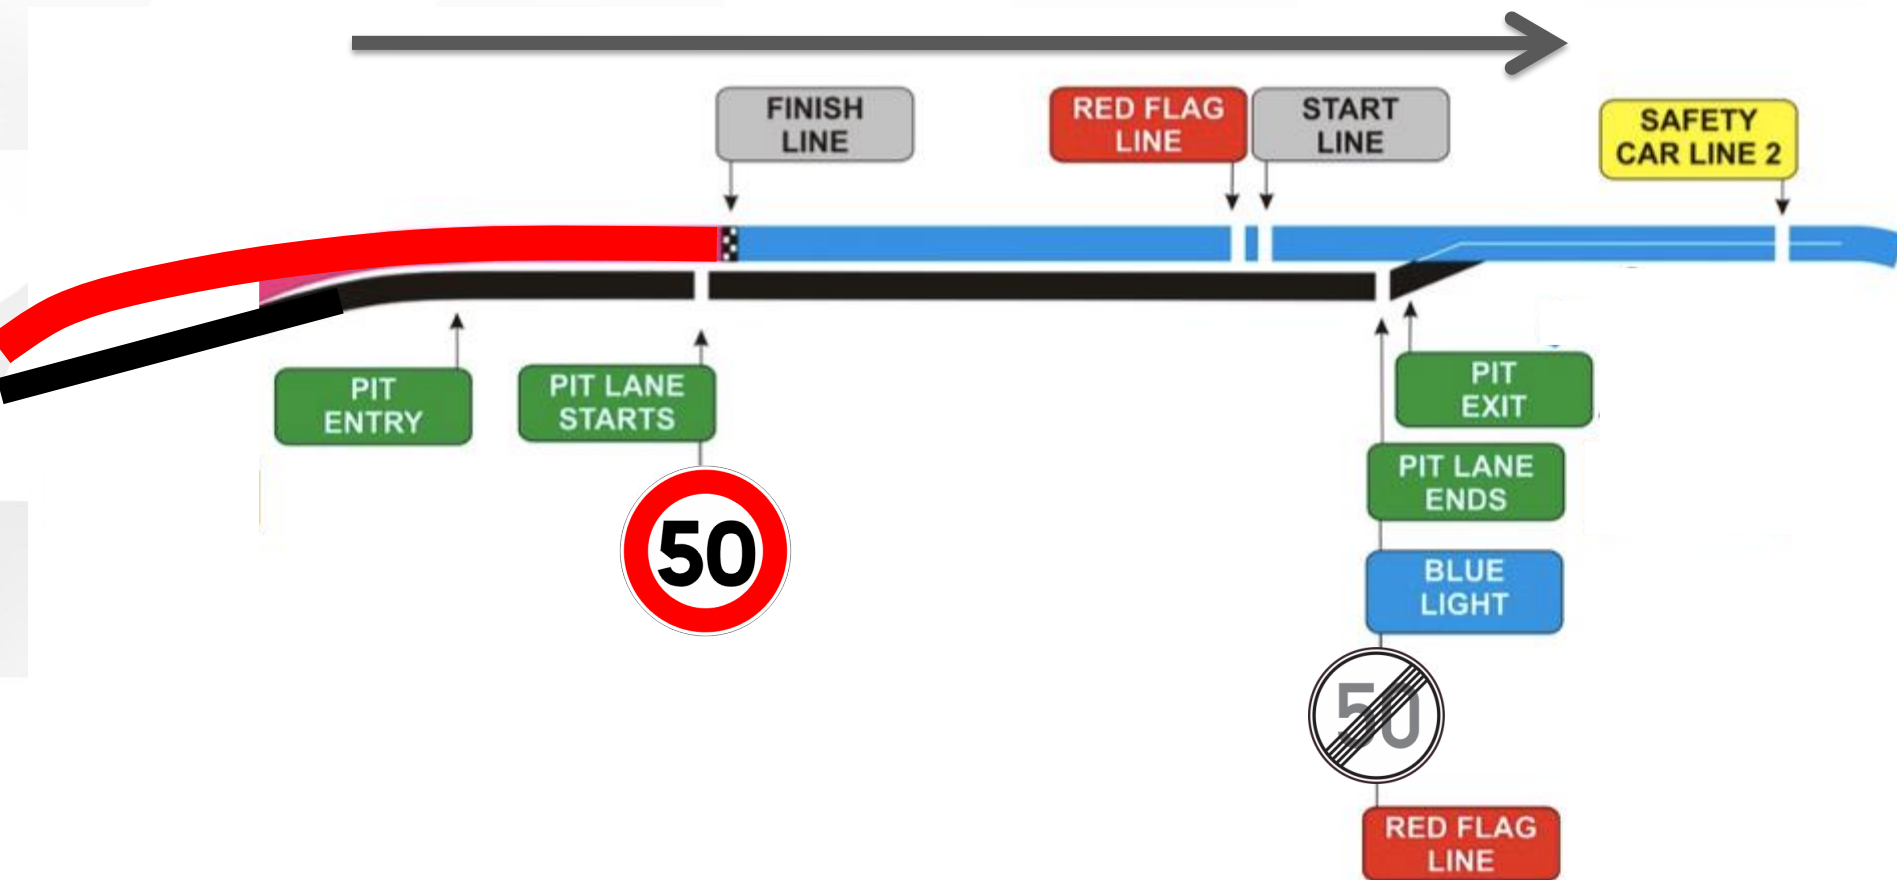 FINISH
LINE
RED FLAG
LINE
START
LINE
SAFETY
CAR LINE 2
PIT
ENTRY
PIT LANE
STARTS
50
PIT
EXIT
PIT LANE
ENDS
BLUE
LIGHT
50
RED FLAG
LINE